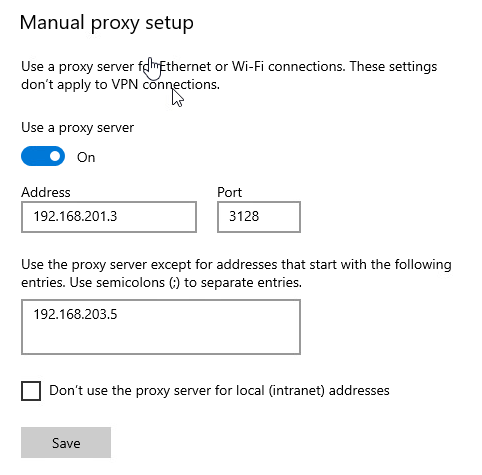 Manual proxy setup
Use a proxy server for Ethernet or Wi-Fi connections. These settings
don't apply to VPN connections.
Use a proxy server
On
Address
Port
192.168.201.3
3128
Use the proxy server except for addresses that start with the following
entries. Use semicolons (;) to separate entries.
192.168.203.5
Don't use the proxy server for local (intranet) addresses
Save